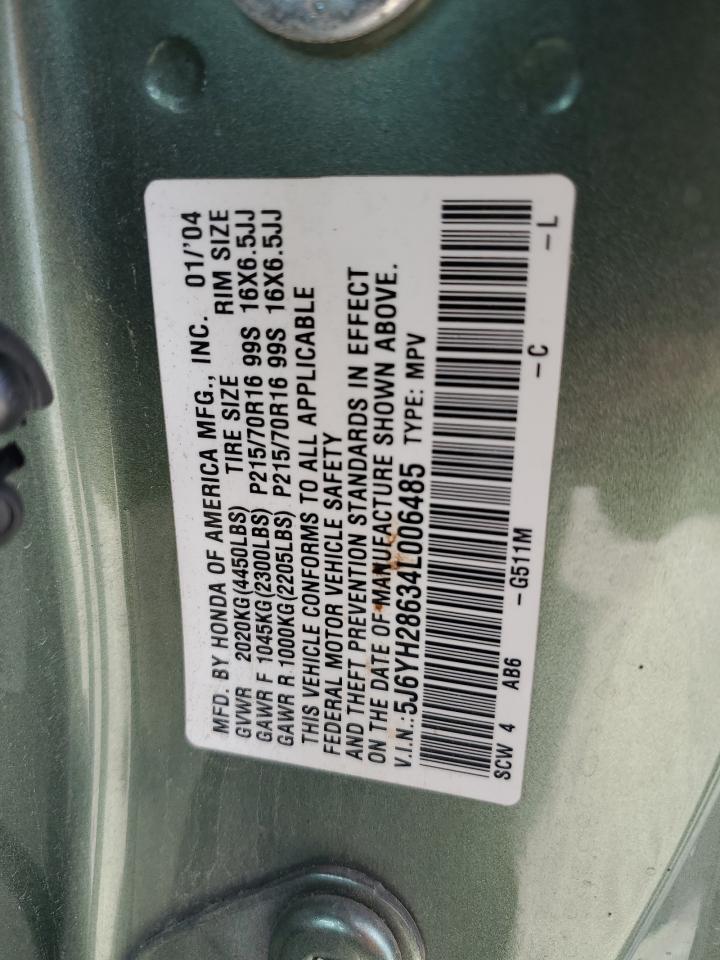 MFD. BY HONDA OF AMERICA MFG., INC. 01/'04
GVWR 2020KG(4450LBS) TIRE SIZE RIM SIZE
GAWR F 1045KG(2300LBS) P215/70R16 99S 16X6.5JJ
GAWR R 1000KG(2205LBS) P215/70R16 99S 16X6.5JJ
THIS VEHICLE CONFORMS TO ALL APPLICABLE
FEDERAL MOTOR VEHICLE SAFETY
AND THEFT PREVENTION STANDARDS IN EFFECT
ON THE DATE OF MANUFACTURE SHOWN ABOVE.
V.I.N.:5J6YH28634L006485 TYPE: MPV
SCW 4 AB6 -G511M -C -L